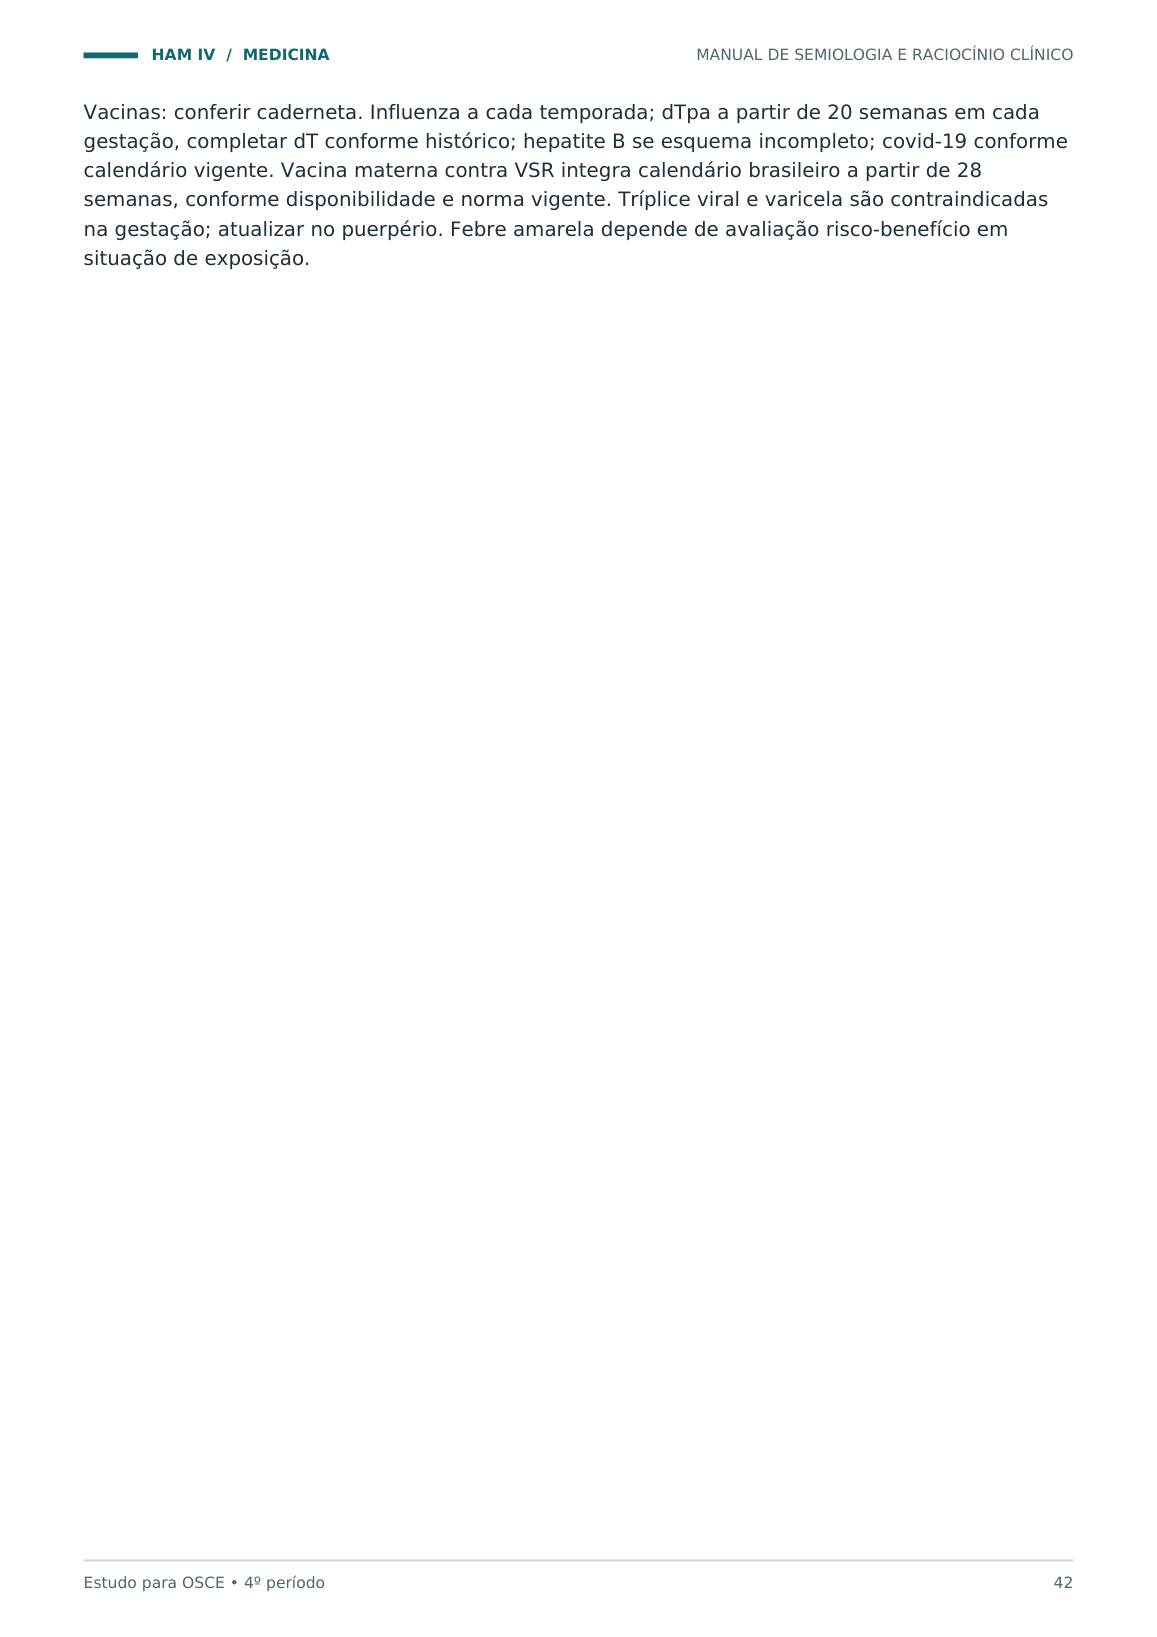 HAM IV / MEDICINA
MANUAL DE SEMIOLOGIA E RACIOCÍNIO CLÍNICO
Vacinas: conferir caderneta. Influenza a cada temporada; dTpa a partir de 20 semanas em cada
gestação, completar dT conforme histórico; hepatite B se esquema incompleto; covid-19 conforme
calendário vigente. Vacina materna contra VSR integra calendário brasileiro a partir de 28
semanas, conforme disponibilidade e norma vigente. Tríplice viral e varicela são contraindicadas
na gestação; atualizar no puerpério. Febre amarela depende de avaliação risco-benefício em
situação de exposição.
Estudo para OSCE • 4º período
42